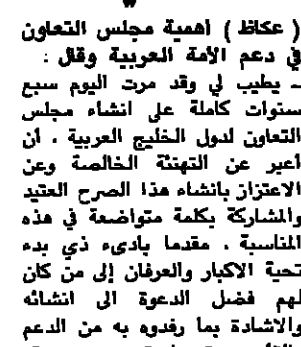 ( عكاظ ) أهمية مجلس التعاون
في دعم الأمة العربية وقال :
ـ يطيب لي وقد مرت اليوم سبع
سنوات كاملة على انشاء مجلس
التعاون لدول الخليج العربية . أن
أعبر عن التهنئة الخالصة وعن
الاعتزاز بانشاء هذا الصرح العتيد
والمشاركة بكلمة متواضعة في هذه
المناسبة . مقدما بادىء ذي بدء
تحية الاكبار والعرفان إلى من كان
لهم فضل الدعوة الى انشائه
والاشادة بما رفدوه به من الدعم